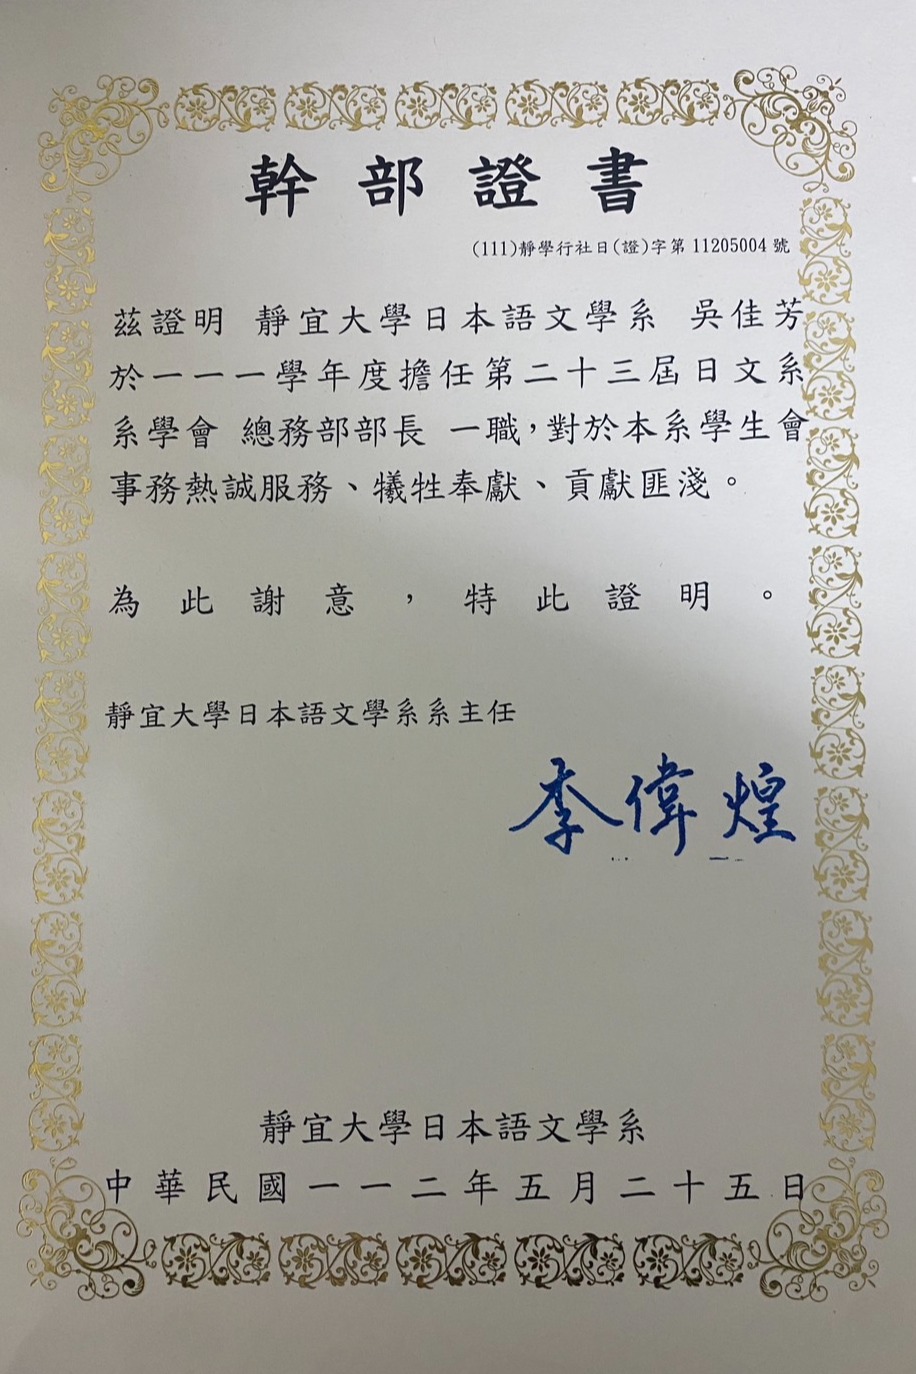 幹部證書
(111)靜學行社日(證)字第 11205004 號
茲證明 靜宜大學日本語文學系 吳佳芳
於一一一學年度擔任第二十三屆日文系
系學會 總務部部長 一職，對於本系學生會
事務熱誠服務、犧牲奉獻、貢獻匪淺。
為此謝意，特此證明。
靜宜大學日本語文學系系主任
李偉煌
靜宜大學日本語文學系
中華民國一一二年五月二十五日